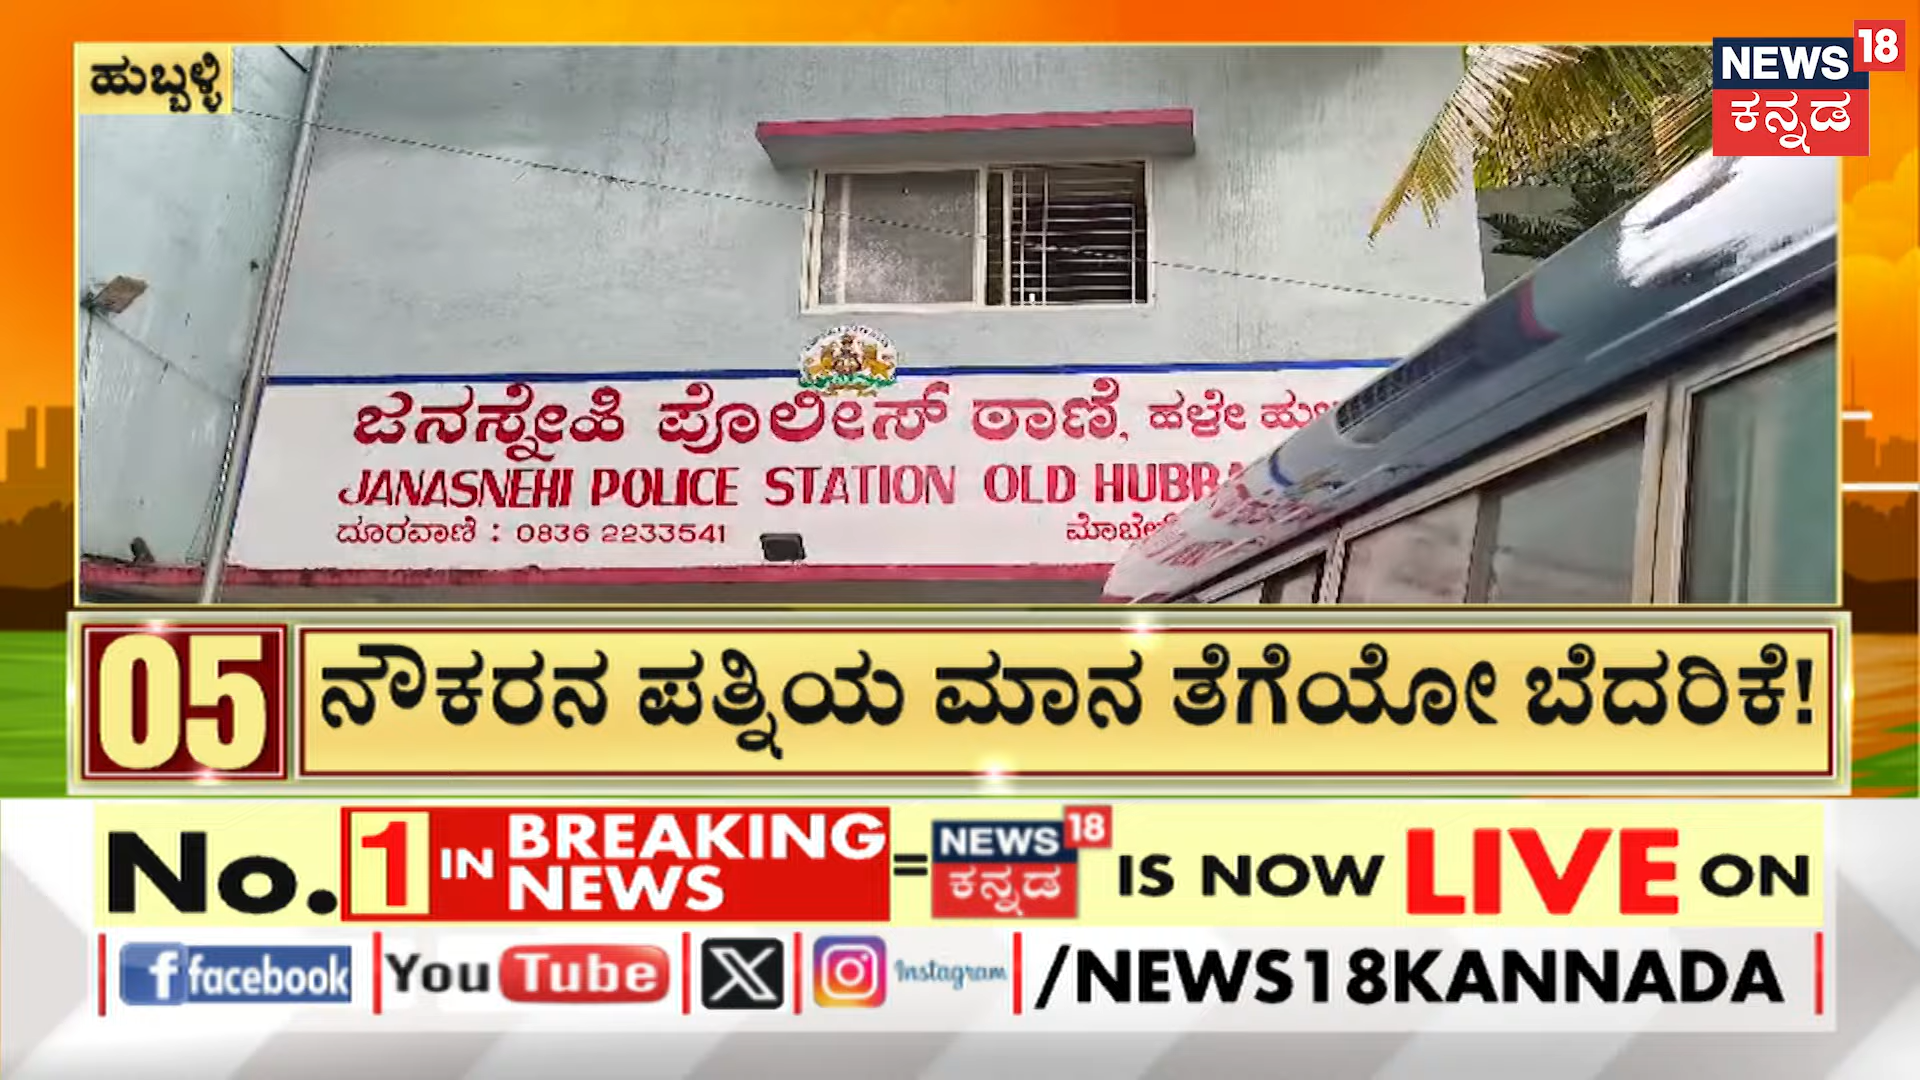 ಹುಬ್ಬಳ್ಳಿ
NEWS 18
ಕನ್ನಡ
ಜನಸ್ನೇಹಿ ಪೊಲೀಸ್ ಠಾಣೆ, ಹಳೇ
JANASNEHI POLICE STATION OLD
ದೂರವಾಣಿ : 0836 2233541
05 ನೌಕರನ ಪತ್ನಿಯ ಮಾನ ತೆಗೆಯೋ ಬೆದರಿಕೆ!
No. 1 IN BREAKING NEWS = NEWS 18 ಕನ್ನಡ IS NOW LIVE ON
facebook YouTube X Instagram /NEWS18KANNADA